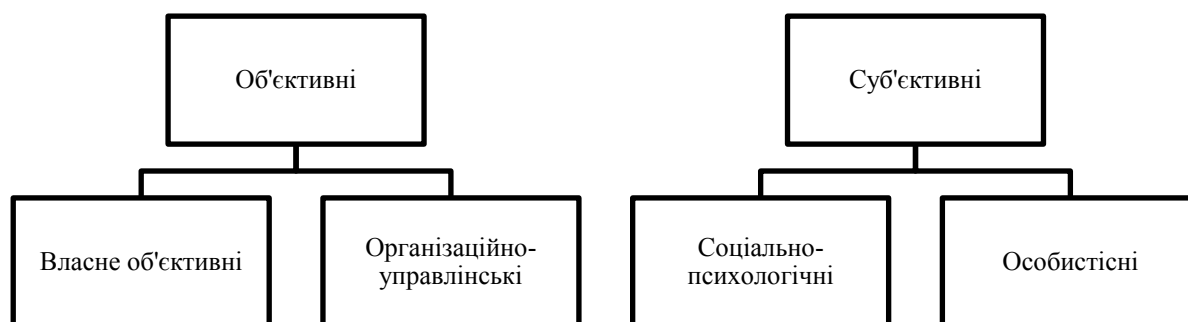 Об'єктивні
Суб'єктивні
Власне об'єктивні
Організаційно-
управлінські
Соціально-
психологічні
Особистісні